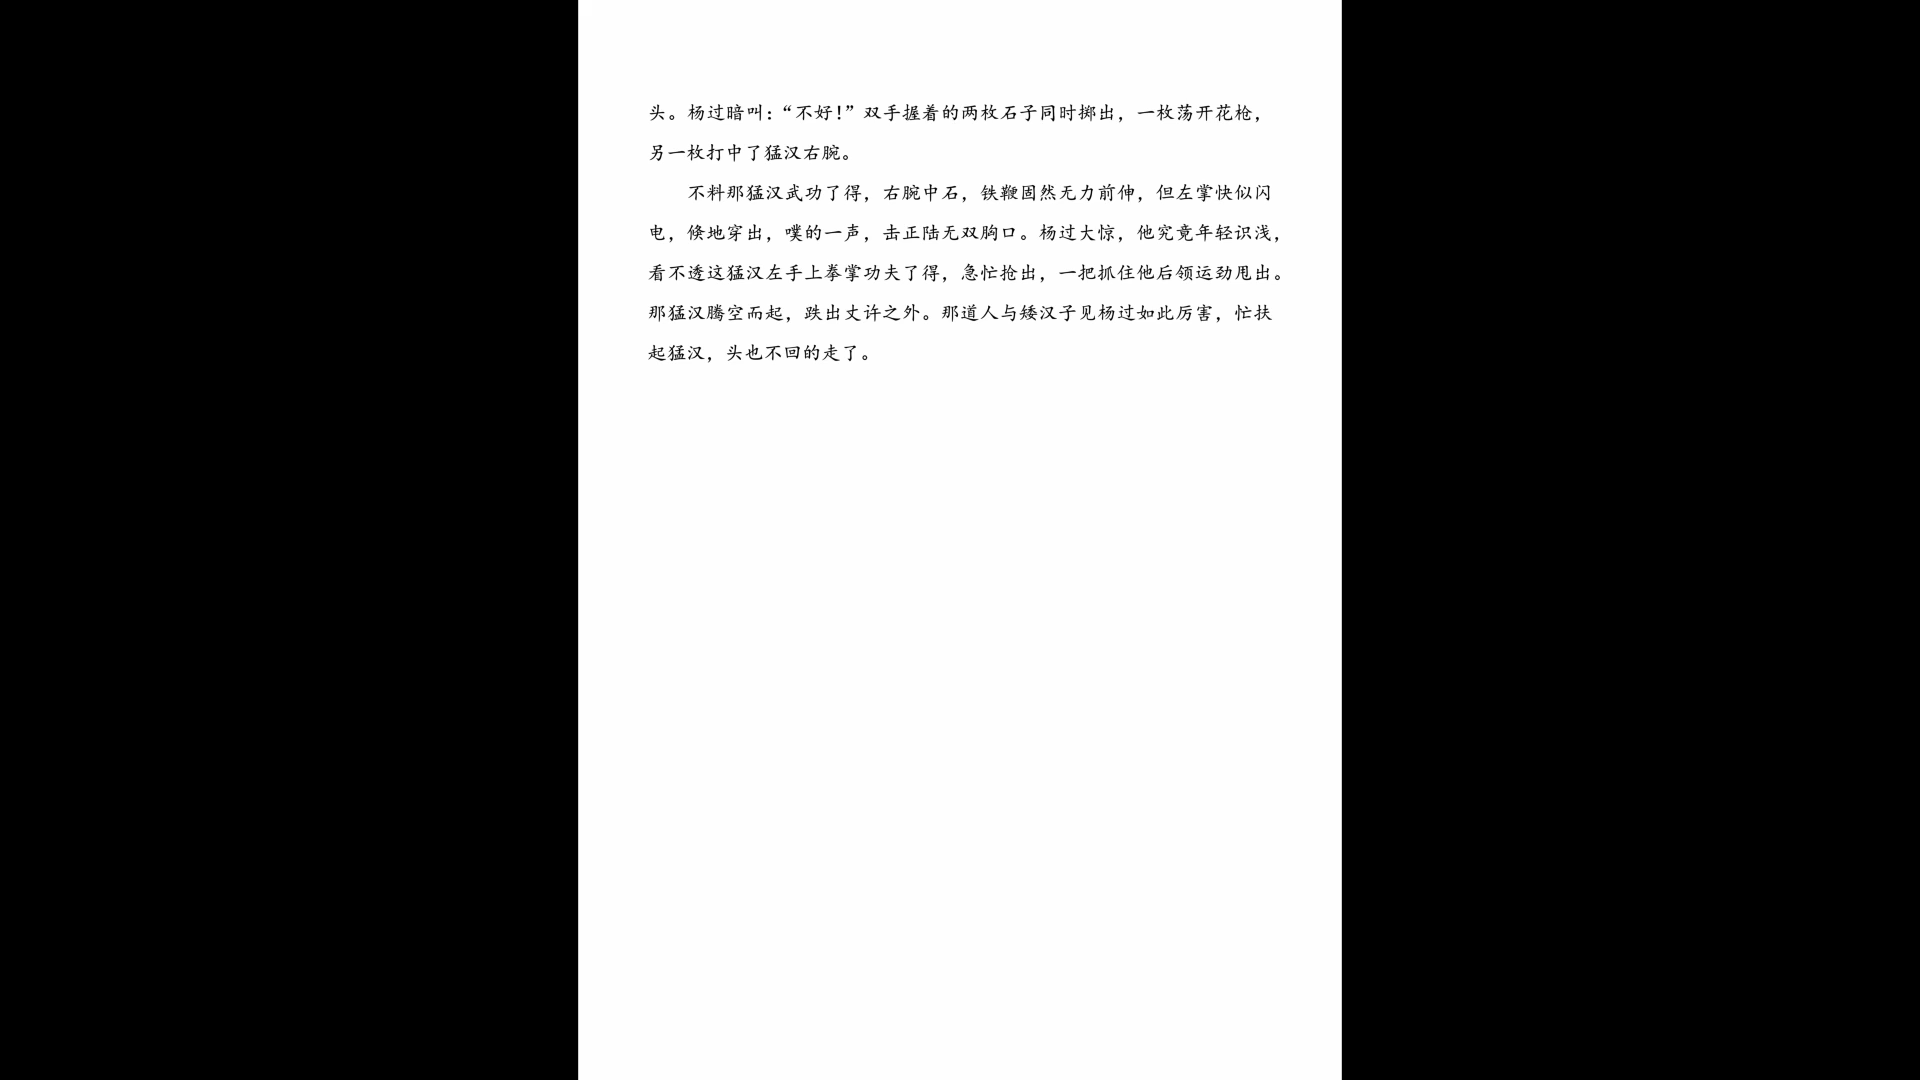 头。杨过暗叫：“不好！”双手握着的两枚石子同时掷出，一枚荡开花枪，
另一枚打中了猛汉右腕。
不料那猛汉武功了得，右腕中石，铁鞭固然无力前伸，但左掌快似闪
电，倏地穿出，噗的一声，击正陆无双胸口。杨过大惊，他究竟年轻识浅，
看不透这猛汉左手上拳掌功夫了得，急忙抢出，一把抓住他后领运劲甩出。
那猛汉腾空而起，跌出丈许之外。那道人与矮汉子见杨过如此厉害，忙扶
起猛汉，头也不回的走了。